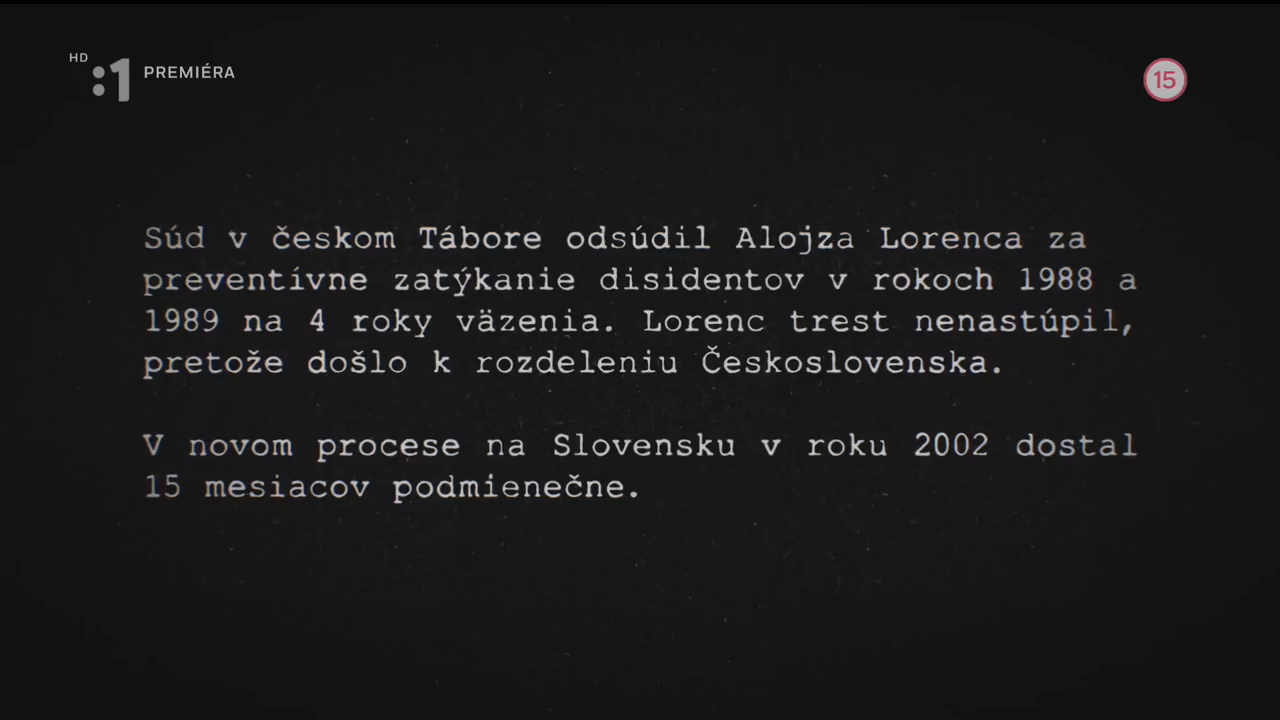 HD
:1 PREMIÉRA
15
Súd v českom Tábore odsúdil Alojza Lorenca za
preventívne zatýkanie disidentov v rokoch 1988 a
1989 na 4 roky väzenia. Lorenc trest nenastúpil,
pretože došlo k rozdeleniu Československa.
V novom procese na Slovensku v roku 2002 dostal
15 mesiacov podmienečne.